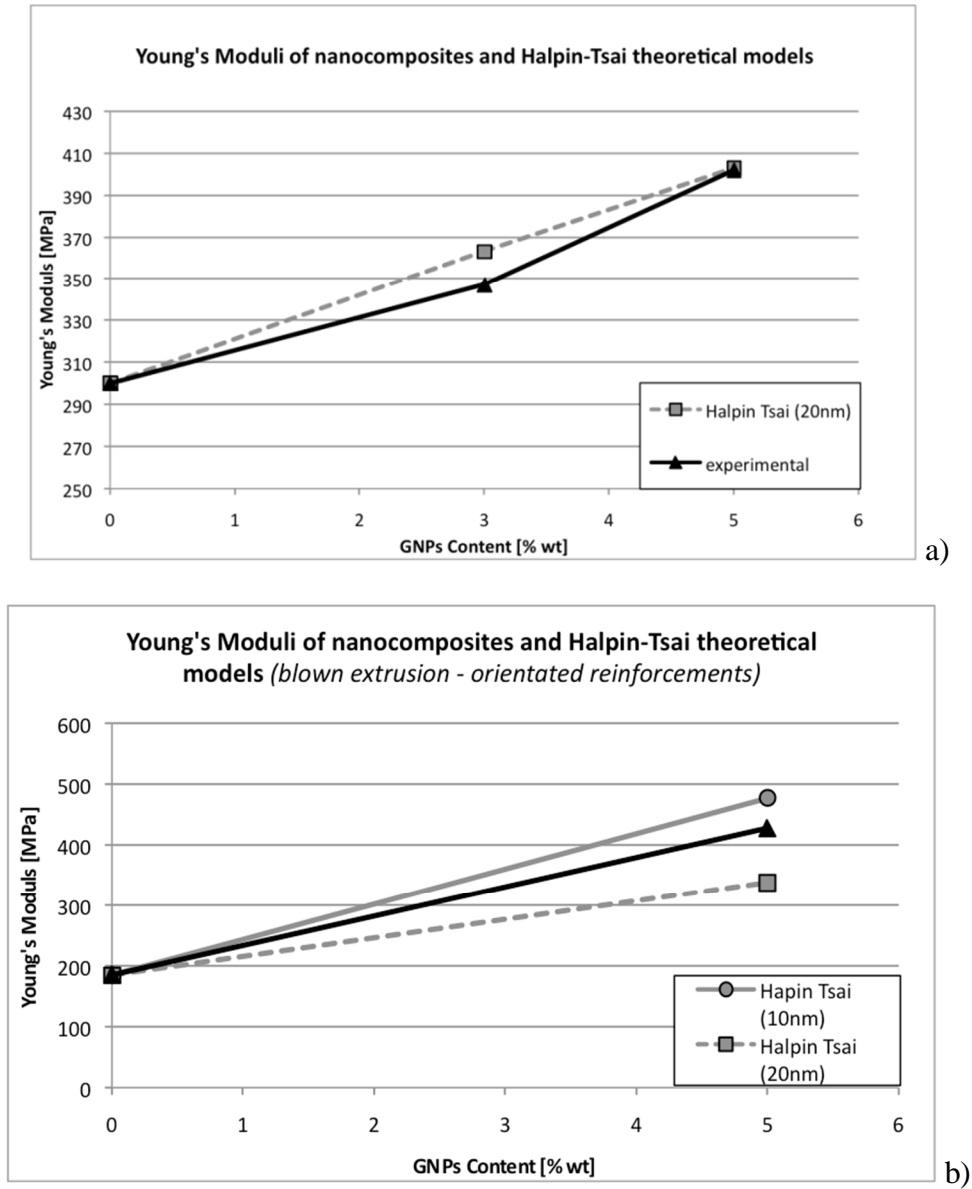 Young's Moduli of nanocomposites and Halpin-Tsai theoretical models
430
410
390
370
350
330
310
290
270
250
Young's Moduls [MPa]
Halpin Tsai (20nm)
experimental
0 1 2 3 4 5 6
GNPs Content [% wt]
a)
Young's Moduli of nanocomposites and Halpin-Tsai theoretical
models (blown extrusion - orientated reinforcements)
600
500
400
300
200
100
0
Young's Moduls [MPa]
Hapin Tsai
(10nm)
Halpin Tsai
(20nm)
0 1 2 3 4 5 6
GNPs Content [% wt]
b)